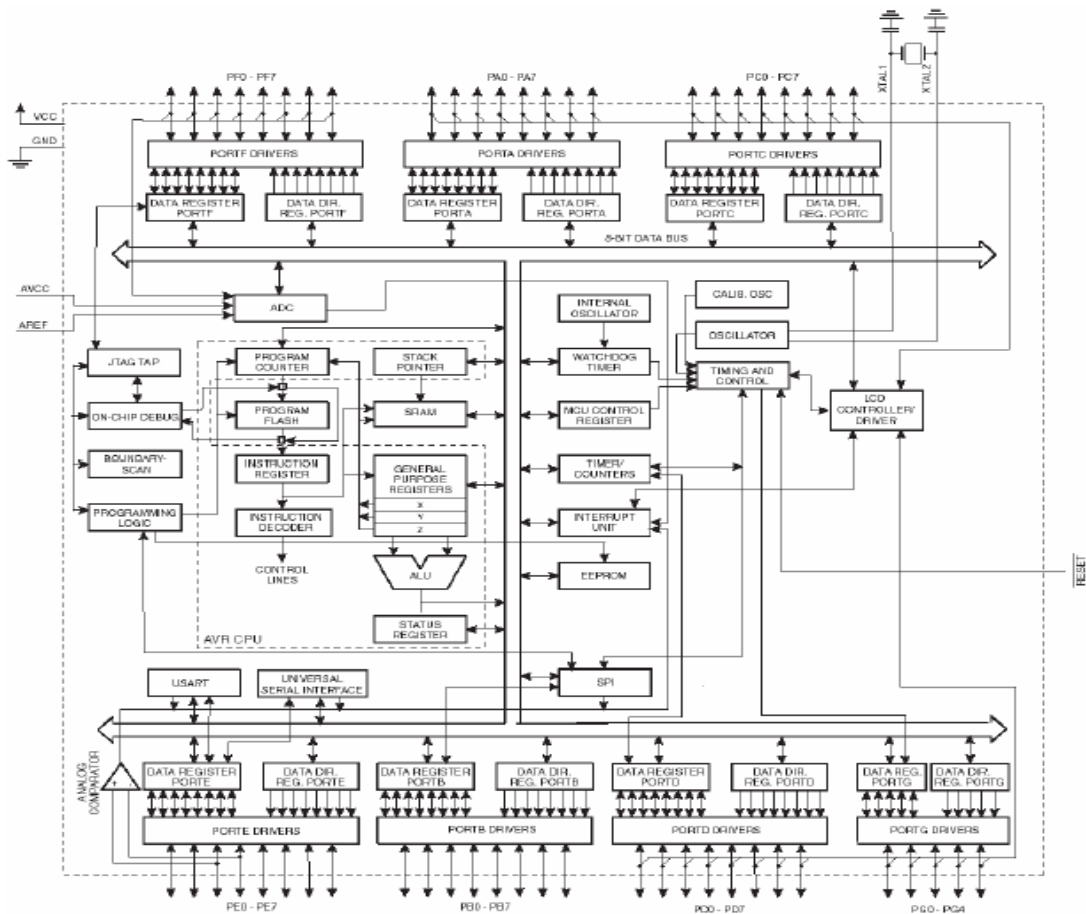 XTAL1
XTAL2
PF0 - PF7
PA0 - PA7
PC0 - PC7
VCC
GND
PORTF DRIVERS
PORTA DRIVERS
PORTC DRIVERS
DATA REGISTER
PORTF
DATA DIR.
REG. PORTF
DATA REGISTER
PORTA
DATA DIR.
REG. PORTA
DATA REGISTER
PORTC
DATA DIR.
REG. PORTC
8-BIT DATA BUS
AVCC
AREF
ADC
INTERNAL
OSCILLATOR
CALIB. OSC
OSCILLATOR
JTAG TAP
PROGRAM
COUNTER
STACK
POINTER
WATCHDOG
TIMER
TIMING AND
CONTROL
ON-CHIP DEBUG
PROGRAM
FLASH
SRAM
MCU CONTROL
REGISTER
LCD
CONTROLLER/
DRIVER
BOUNDARY-
SCAN
INSTRUCTION
REGISTER
GENERAL
PURPOSE
REGISTERS
X
Y
Z
TIMER/
COUNTERS
PROGRAMMING
LOGIC
INSTRUCTION
DECODER
INTERRUPT
UNIT
CONTROL
LINES
ALU
EEPROM
RESET
STATUS
REGISTER
AVR CPU
USART
UNIVERSAL
SERIAL INTERFACE
SPI
ANALOG
COMPARATOR
+
-
DATA REGISTER
PORTE
DATA DIR.
REG. PORTE
DATA REGISTER
PORTB
DATA DIR.
REG. PORTB
DATA REGISTER
PORTD
DATA DIR.
REG. PORTD
DATA REG.
PORTG
DATA DIR.
REG. PORTG
PORTE DRIVERS
PORTB DRIVERS
PORTD DRIVERS
PORTG DRIVERS
PE0 - PE7
PB0 - PB7
PD0 - PD7
PG0 - PG4